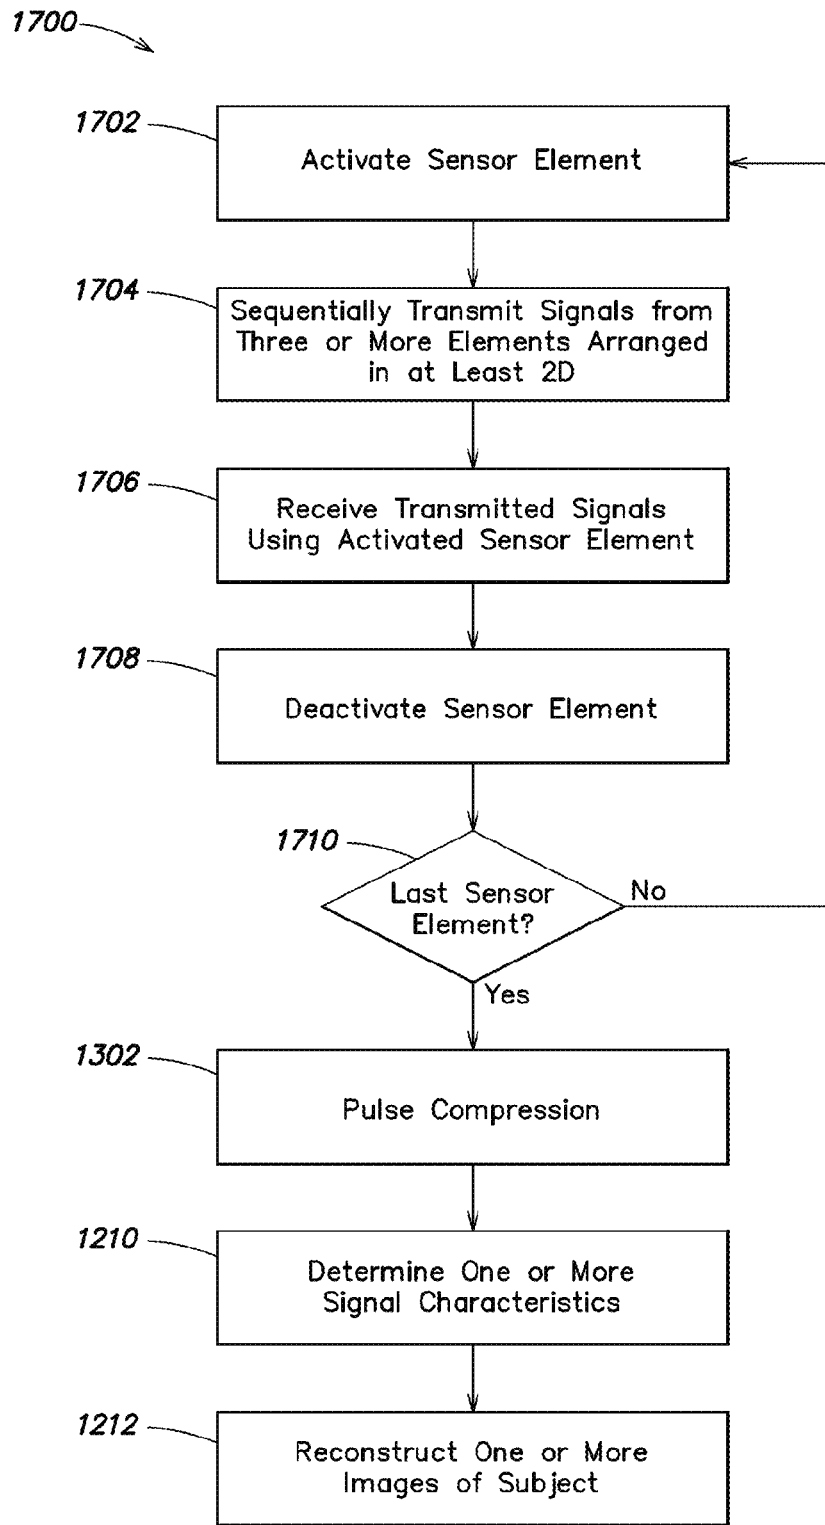 1700
1702
Activate Sensor Element
1704
Sequentially Transmit Signals from
Three or More Elements Arranged
in at Least 2D
1706
Receive Transmitted Signals
Using Activated Sensor Element
1708
Deactivate Sensor Element
1710
Last Sensor
Element?
No
Yes
1302
Pulse Compression
1210
Determine One or More
Signal Characteristics
1212
Reconstruct One or More
Images of Subject